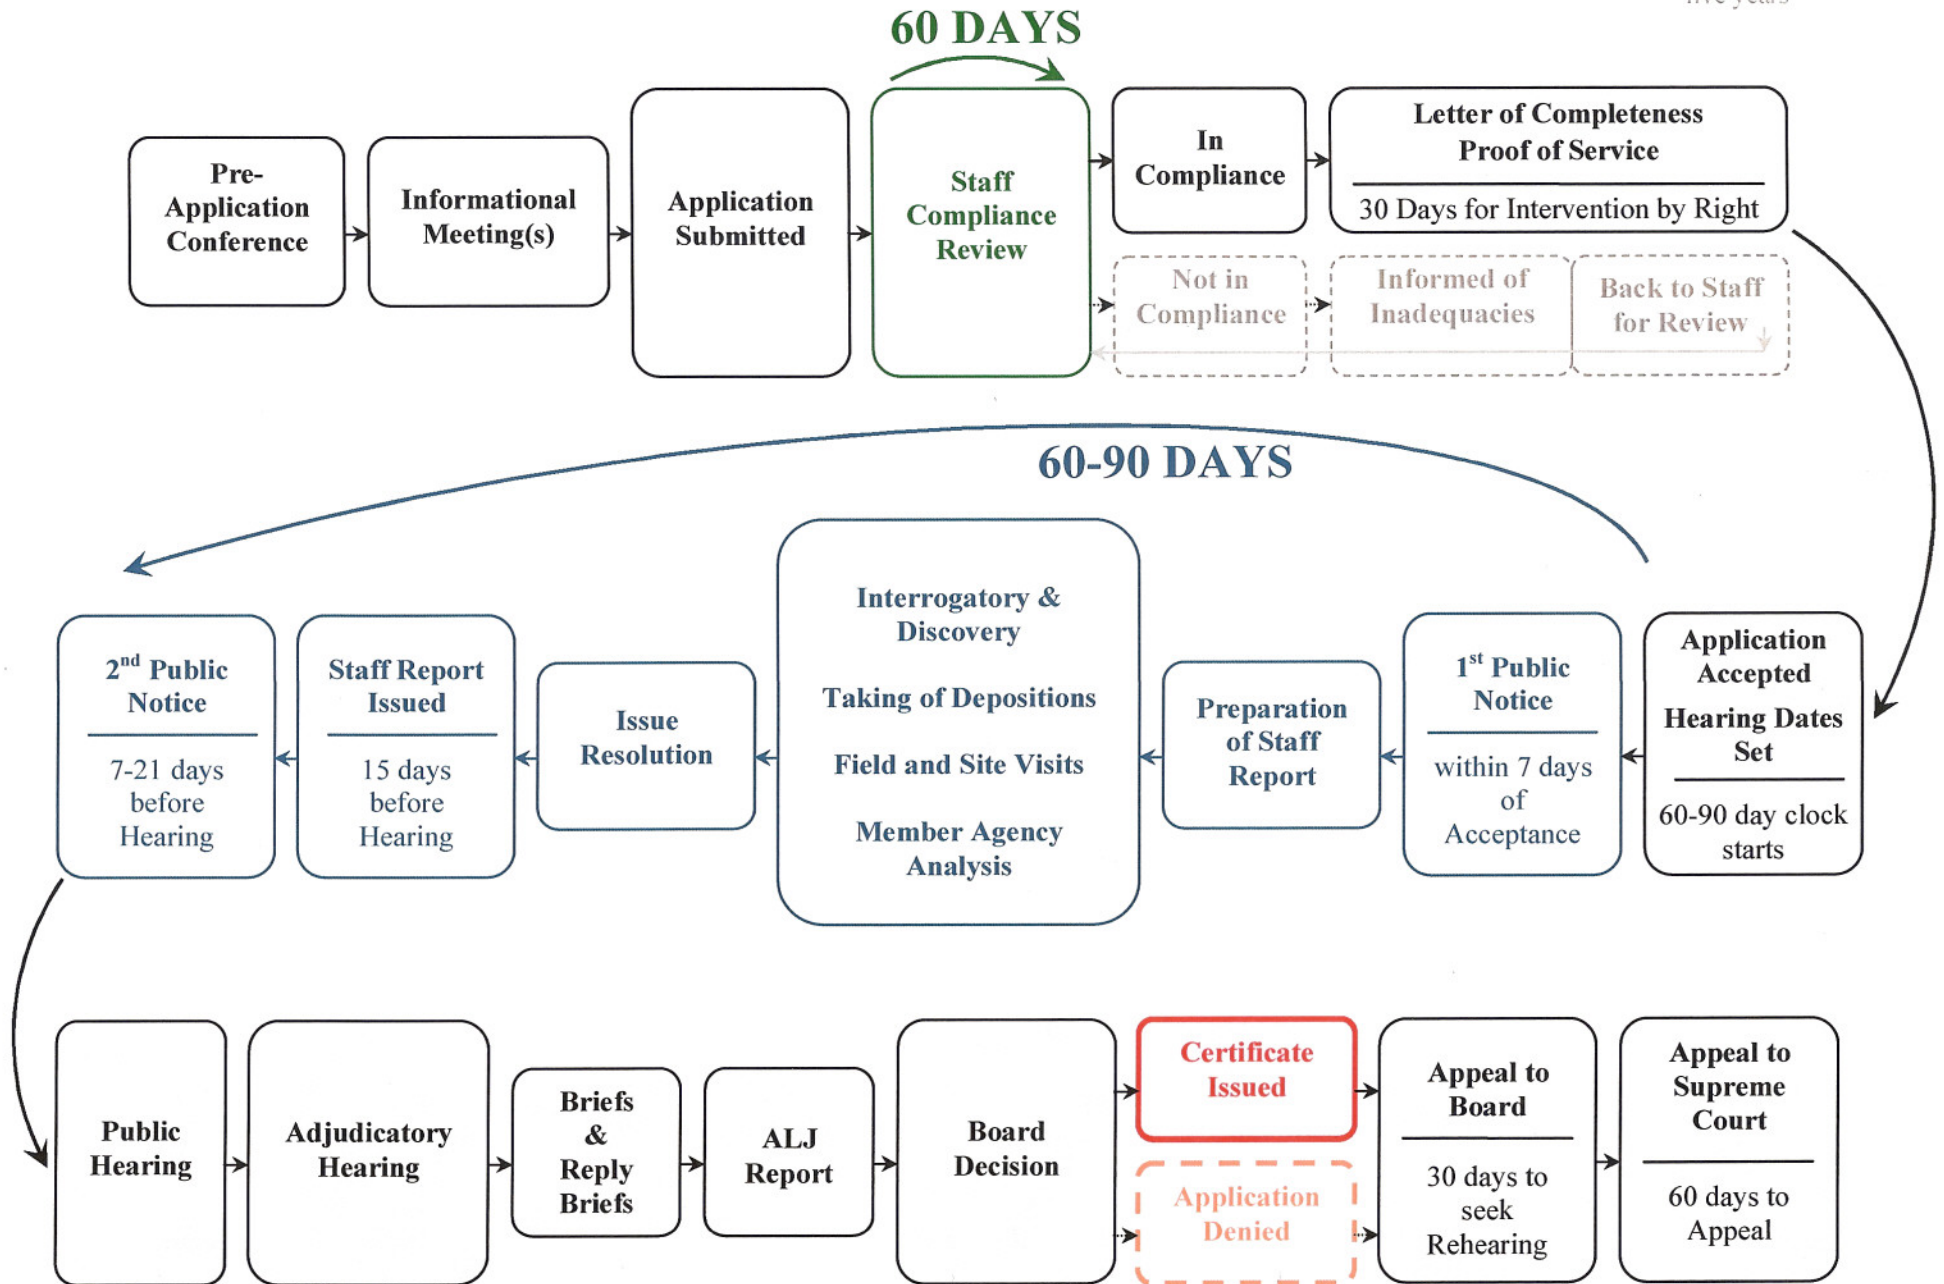 five years
60 DAYS
Pre-
Application
Conference
Informational
Meeting(s)
Application
Submitted
Staff
Compliance
Review
In
Compliance
Letter of Completeness
Proof of Service
30 Days for Intervention by Right
Not in
Compliance
Informed of
Inadequacies
Back to Staff
for Review
60-90 DAYS
Application
Accepted
Hearing Dates
Set
60-90 day clock
starts
1st Public
Notice
within 7 days
of
Acceptance
Preparation
of Staff
Report
Interrogatory &
Discovery
Taking of Depositions
Field and Site Visits
Member Agency
Analysis
Issue
Resolution
Staff Report
Issued
15 days
before
Hearing
2nd Public
Notice
7-21 days
before
Hearing
Public
Hearing
Adjudicatory
Hearing
Briefs
&
Reply
Briefs
ALJ
Report
Board
Decision
Certificate
Issued
Application
Denied
Appeal to
Board
30 days to
seek
Rehearing
Appeal to
Supreme
Court
60 days to
Appeal